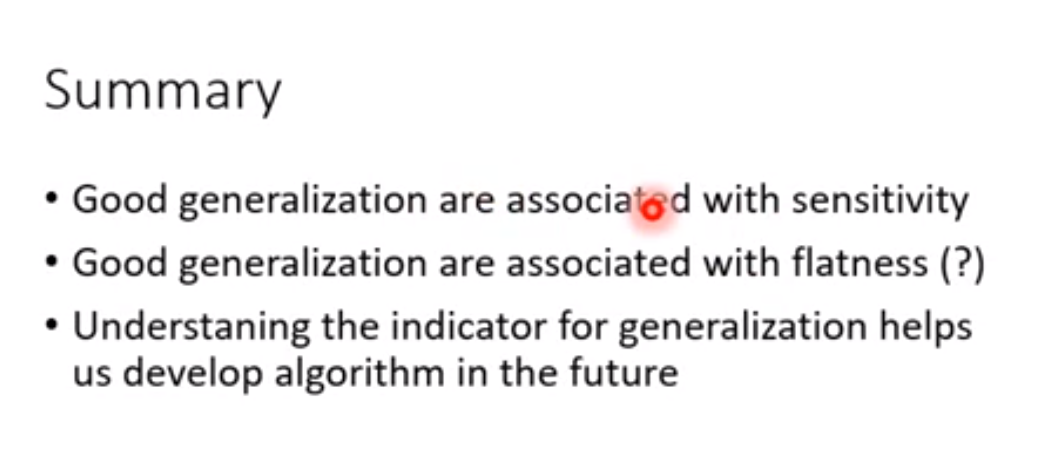 Summary
• Good generalization are associated with sensitivity
• Good generalization are associated with flatness (?)
• Understaning the indicator for generalization helps
us develop algorithm in the future